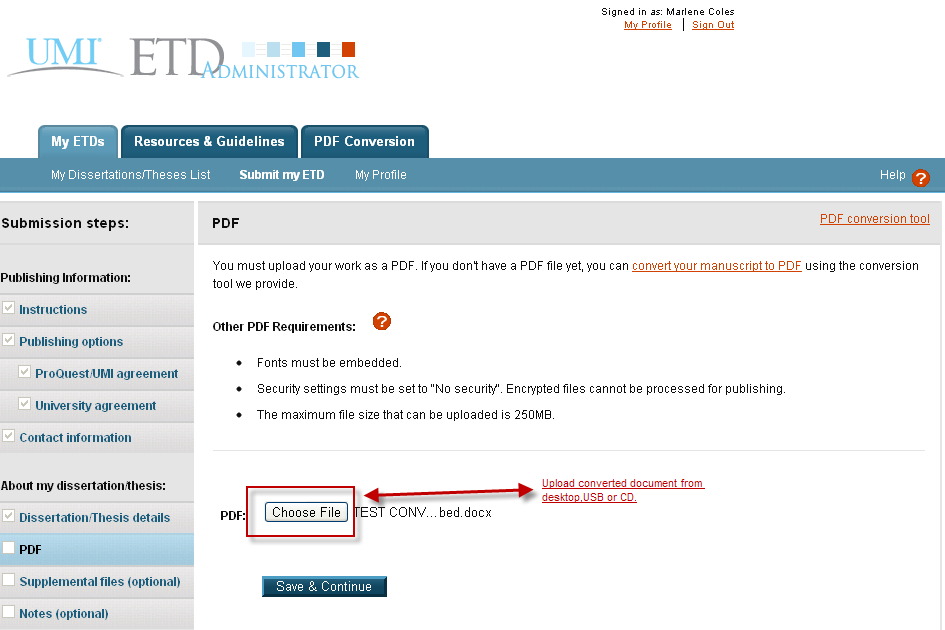 Signed in as: Marlene Coles
My Profile | Sign Out
UMI ETD ADMINISTRATOR
My ETDs Resources & Guidelines PDF Conversion
My Dissertations/Theses List Submit my ETD My Profile Help ?
Submission steps:
Publishing Information:
Instructions
Publishing options
ProQuest/UMI agreement
University agreement
Contact information
About my dissertation/thesis:
Dissertation/Thesis details
PDF
Supplemental files (optional)
Notes (optional)
PDF PDF conversion tool
You must upload your work as a PDF. If you don't have a PDF file yet, you can convert your manuscript to PDF using the conversion
tool we provide.
Other PDF Requirements: ?
• Fonts must be embedded.
• Security settings must be set to "No security". Encrypted files cannot be processed for publishing.
• The maximum file size that can be uploaded is 250MB.
Upload converted document from
desktop,USB or CD.
PDF: Choose File TEST CONV...bed.docx
Save & Continue